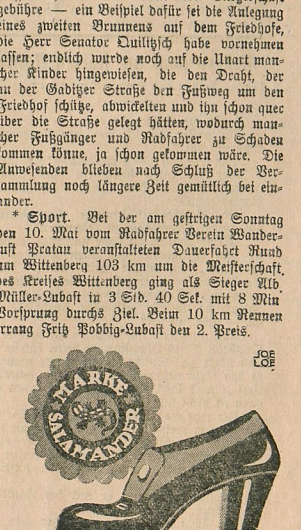 gebühre — ein Beispiel dafür sei die Anlegung
eines zweiten Brunnens auf dem Friedhofe,
die Herr Senator Quilitzsch habe vornehmen
lassen; endlich wurde noch auf die Unart man-
cher Kinder hingewiesen, die den Draht, der
an der Gaditzer Straße den Fußweg um den
Friedhof schütze, abwickelten und ihn schon quer
über die Straße gelegt hätten, wodurch man-
cher Fußgänger und Radfahrer zu Schaden
kommen könne, ja schon gekommen wäre. Die
Anwesenden blieben nach Schluß der Ver-
sammlung noch längere Zeit gemütlich bei ein-
ander.
* Sport. Bei der am gestrigen Sonntag
den 10. Mai vom Radfahrer Verein Wander-
lust Pratau veranstalteten Dauerfahrt Rund
um Wittenberg 103 km um die Meisterschaft
des Kreises Wittenberg ging als Sieger Alb.
Müller-Lubast in 3 Std. 40 Sek. mit 8 Min
Vorsprung durchs Ziel. Beim 10 km Rennen
errang Fritz Pobbig-Lubast den 2. Preis.
JOE
LOE
MARKE
SALAMANDER